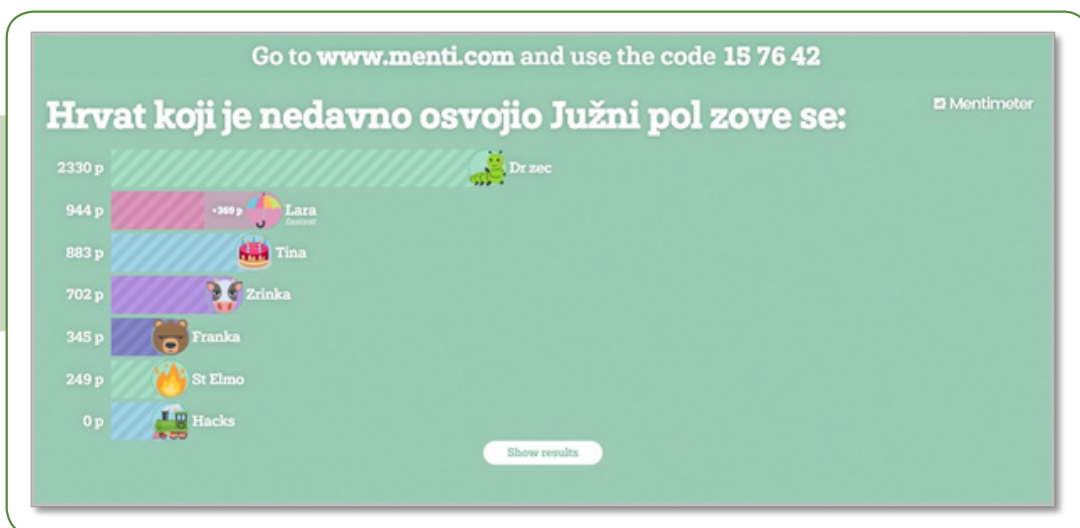 Go to www.menti.com and use the code 15 76 42
Mentimeter
Hrvat koji je nedavno osvojio Južni pol zove se:
2330 p Dr zec
944 p +369 p Lara
fastest
883 p Tina
702 p Zrinka
345 p Franka
249 p St Elmo
0 p Hacks
Show results